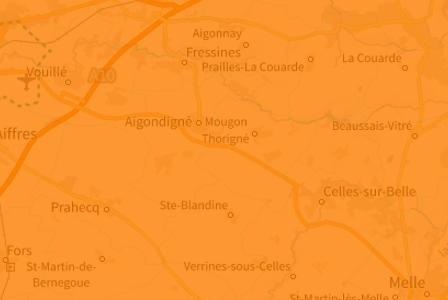 Aigonnay
Fressines
Prailles-La Couarde
La Couarde
Vouillé
A10
Aigondigné
Mougon
Thorigné
Beaussais-Vitré
Aiffres
Celles-sur-Belle
Prahecq
Ste-Blandine
Fors
St-Martin-de-
Bernegoue
Verrines-sous-Celles
Melle
St-Martin-lès-Melle